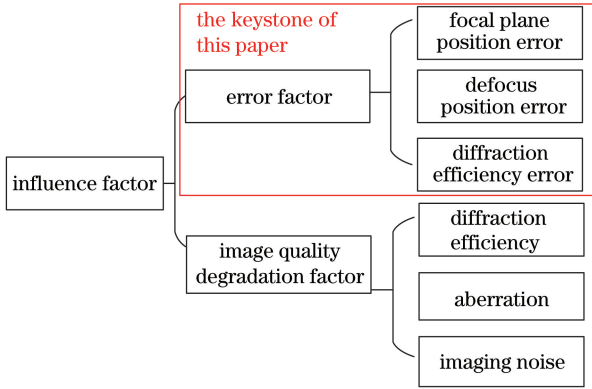 the keystone of
this paper
focal plane
position error
error factor
defocus
position error
diffraction
efficiency error
influence factor
diffraction
efficiency
image quality
degradation factor
aberration
imaging noise